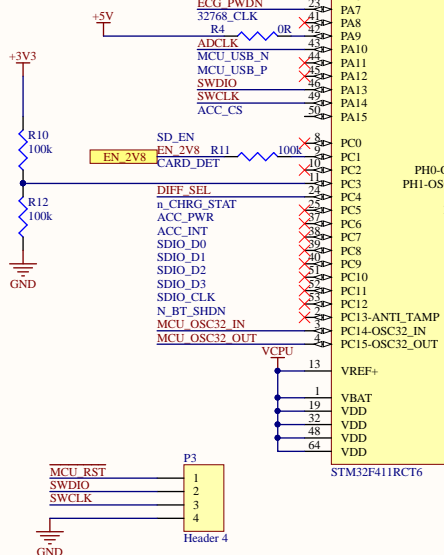 ECG_PWDN 23 PA7
+5V 32768_CLK 41 PA8
R4 0R 42 PA9
ADCLK 43 PA10
+3V3 MCU_USB_N 44 PA11
MCU_USB_P 45 PA12
SWDIO 46 PA13
SWCLK 49 PA14
ACC_CS 50 PA15
R10
100k
SD_EN 8 PC0
EN_2V8 EN_2V8 R11 100k 9 PC1
CARD_DET 10 PC2 PH0-O
11 PC3 PH1-OS
DIFF_SEL 24 PC4
R12
100k
n_CHRG_STAT 25 PC5
ACC_PWR 37 PC6
ACC_INT 38 PC7
SDIO_D0 39 PC8
SDIO_D1 40 PC9
SDIO_D2 51 PC10
SDIO_D3 52 PC11
SDIO_CLK 53 PC12
GND
N_BT_SHDN 2 PC13-ANTI_TAMP
MCU_OSC32_IN 3 PC14-OSC32_IN
MCU_OSC32_OUT 4 PC15-OSC32_OUT
VCPU
13 VREF+
1 VBAT
19 VDD
32 VDD
48 VDD
64 VDD
STM32F411RCT6
P3
MCU_RST 1
SWDIO 2
SWCLK 3
4
Header 4
GND